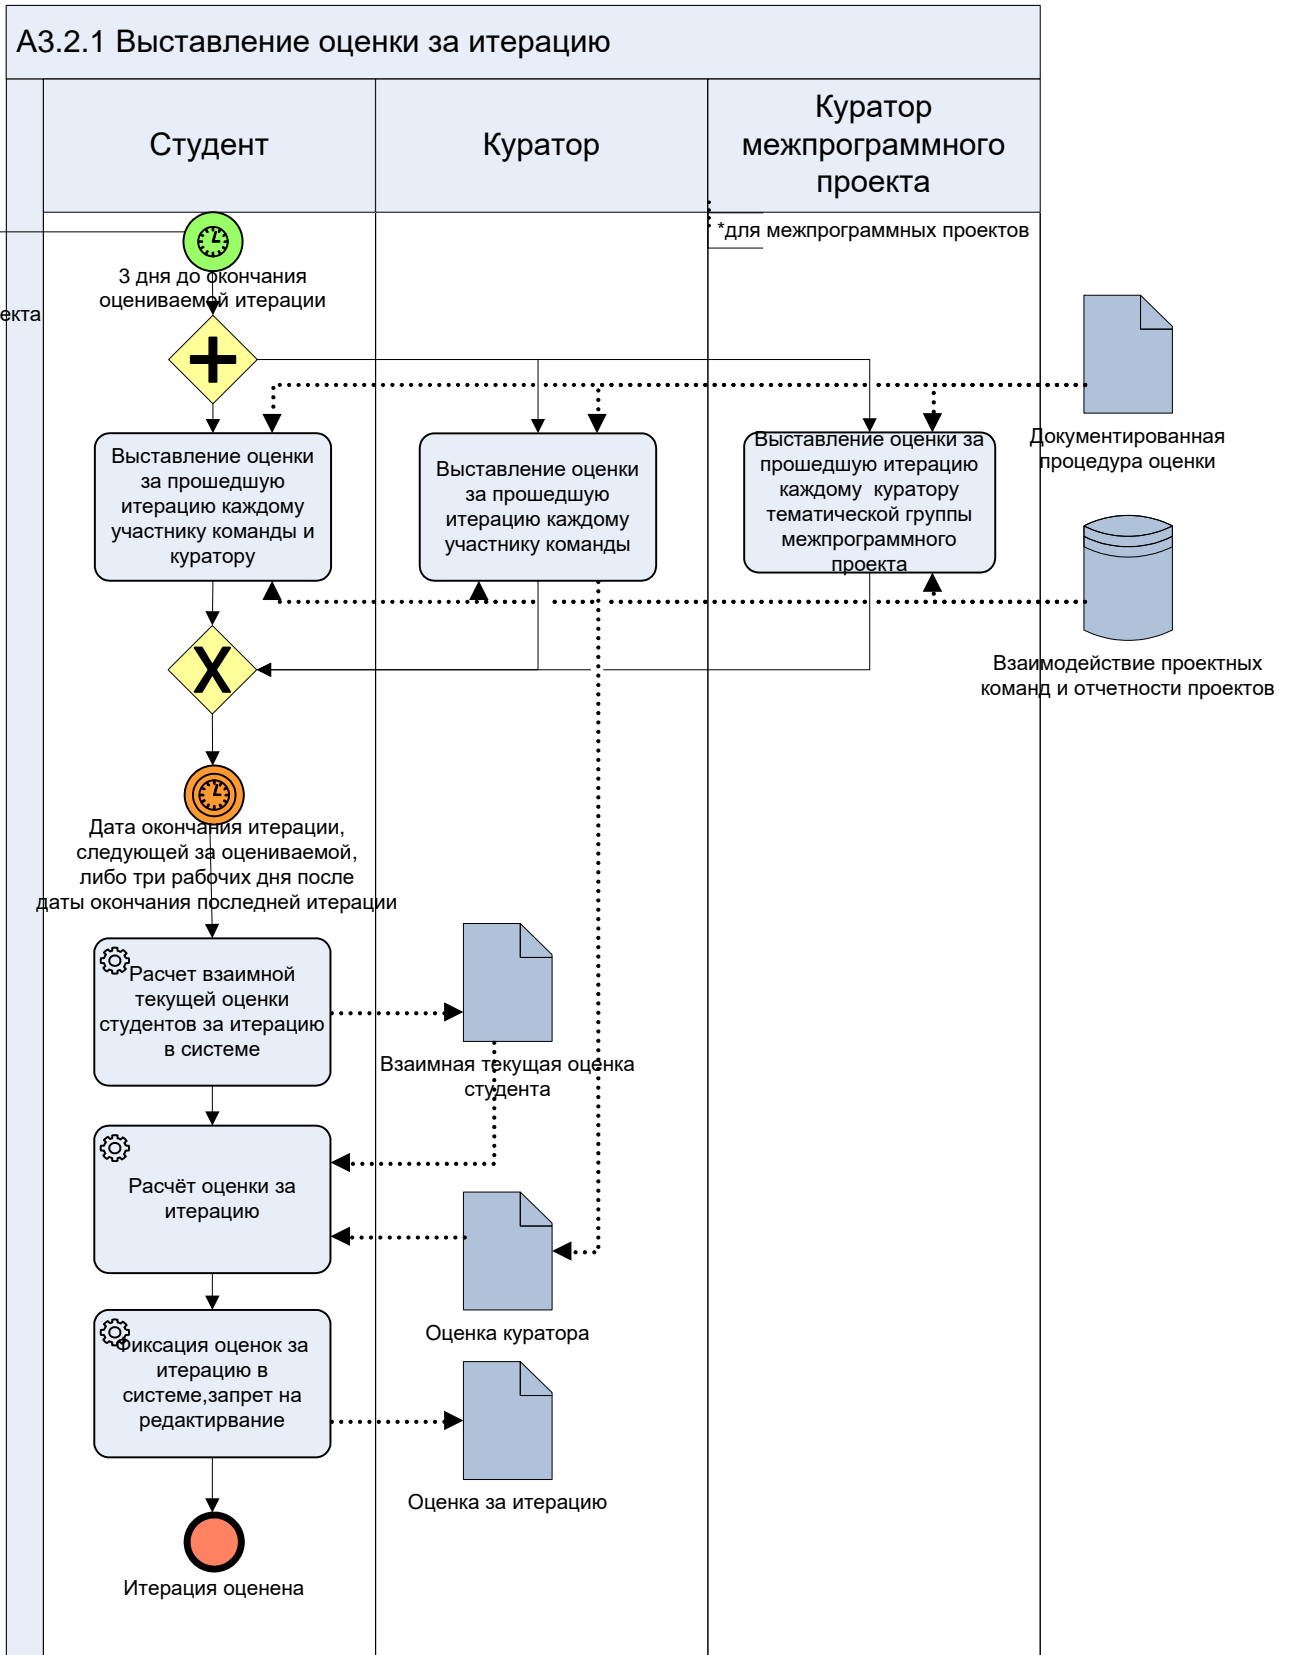 А3.2.1 Выставление оценки за итерацию
Студент
Куратор
Куратор
межпрограммного
проекта
*для межпрограммных проектов
3 дня до окончания
оцениваемой итерации
екта
Выставление оценки
за прошедшую
итерацию каждому
участнику команды и
куратору
Выставление оценки
за прошедшую
итерацию каждому
участнику команды
Выставление оценки за
прошедшую итерацию
каждому куратору
тематической группы
межпрограммного
проекта
Документированная
процедура оценки
Взаимодействие проектных
команд и отчетности проектов
X
Дата окончания итерации,
следующей за оцениваемой,
либо три рабочих дня после
даты окончания последней итерации
Расчет взаимной
текущей оценки
студентов за итерацию
в системе
Взаимная текущая оценка
студента
Расчёт оценки за
итерацию
Оценка куратора
Фиксация оценок за
итерацию в
системе,запрет на
редактирвание
Оценка за итерацию
Итерация оценена